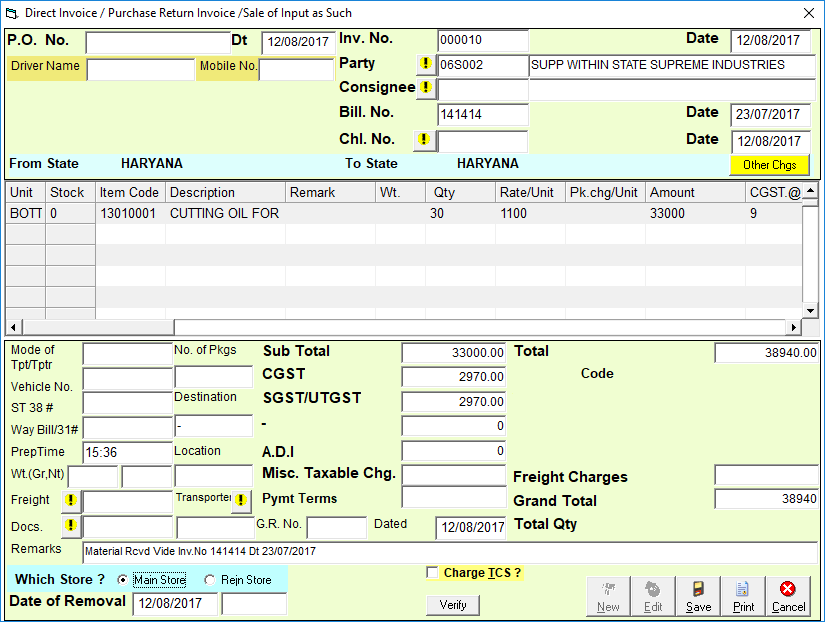 Direct Invoice / Purchase Return Invoice /Sale of Input as Such
P.O. No. Dt 12/08/2017 Inv. No. 000010 Date 12/08/2017
Driver Name Mobile No. Party ! 06S002 SUPP WITHIN STATE SUPREME INDUSTRIES
Consignee !
Bill. No. 141414 Date 23/07/2017
Chl. No. ! Date 12/08/2017
From State HARYANA To State HARYANA Other Chgs
Unit Stock Item Code Description Remark Wt. Qty Rate/Unit Pk.chg/Unit Amount CGST.@
BOTT 0 13010001 CUTTING OIL FOR 30 1100 33000 9
Mode of Tpt/Tptr No. of Pkgs Sub Total 33000.00 Total 38940.00
Vehicle No. CGST 2970.00 Code
ST 38 # Destination SGST/UTGST 2970.00
Way Bill/31# - - 0
PrepTime 15:36 Location A.D.I 0
Wt.(Gr,Nt) Misc. Taxable Chg. Freight Charges
Freight ! Transporter ! Pymt Terms Grand Total 38940
Docs. ! G.R. No. Dated 12/08/2017 Total Qty
Remarks Material Rcvd Vide Inv.No 141414 Dt 23/07/2017
Which Store ? Main Store Rejn Store Charge TCS ?
Date of Removal 12/08/2017 Verify New Edit Save Print Cancel